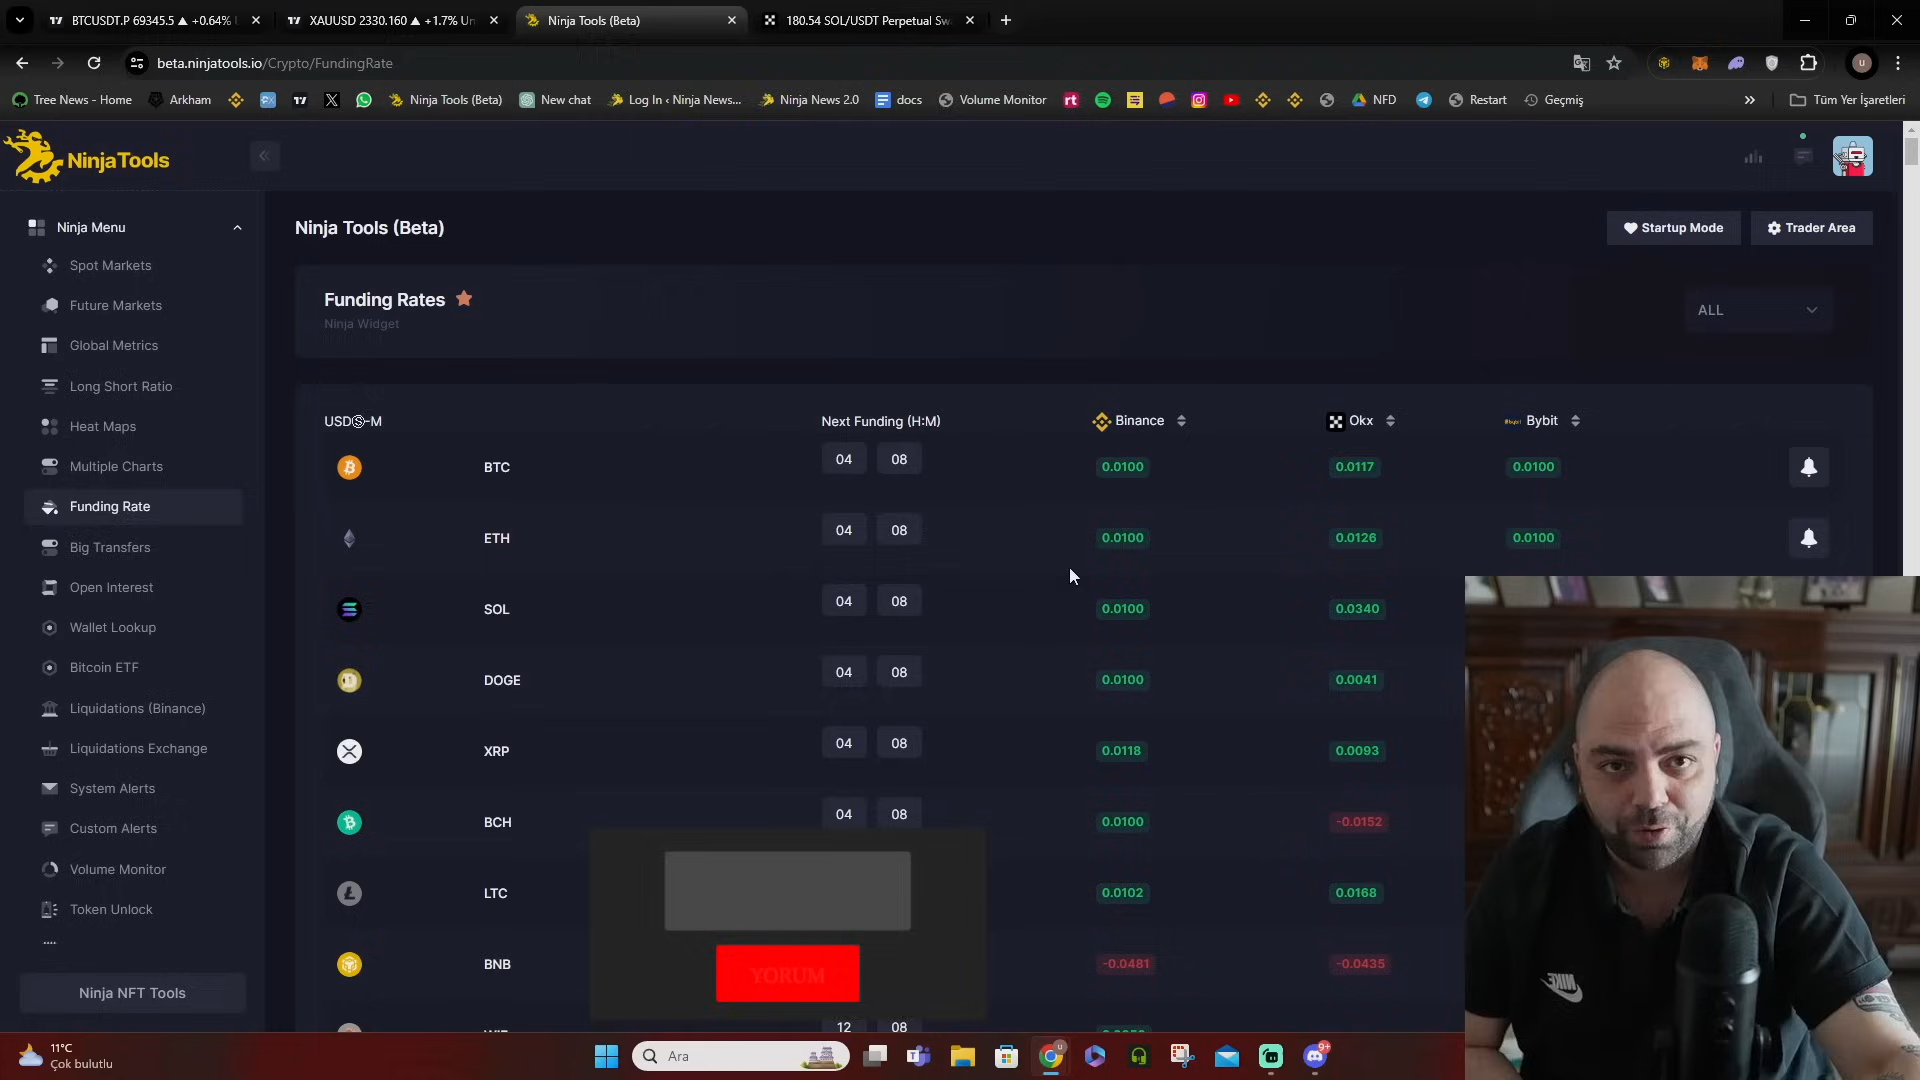 BTCUSDT.P 69345.5 ▲ +0.64%
XAUUSD 2330.160 ▲ +1.7%
Ninja Tools (Beta)
180.54 SOL/USDT Perpetual
beta.ninjatools.io/Crypto/FundingRate
Tree News - Home
Arkham
Ninja Tools (Beta)
New chat
Log In ‹ Ninja News...
Ninja News 2.0
docs
Volume Monitor
NFD
Restart
Geçmiş
Tüm Yer İşaretleri
NinjaTools
Ninja Menu
Spot Markets
Future Markets
Global Metrics
Long Short Ratio
Heat Maps
Multiple Charts
Funding Rate
Big Transfers
Open Interest
Wallet Lookup
Bitcoin ETF
Liquidations (Binance)
Liquidations Exchange
System Alerts
Custom Alerts
Volume Monitor
Token Unlock
....
Ninja NFT Tools
Ninja Tools (Beta)
Startup Mode
Trader Area
Funding Rates
Ninja Widget
ALL
USDⓈ-M Next Funding (H:M) Binance Okx Bybit
BTC 04 08 0.0100 0.0117 0.0100
ETH 04 08 0.0100 0.0126 0.0100
SOL 04 08 0.0100 0.0340
DOGE 04 08 0.0100 0.0041
XRP 04 08 0.0118 0.0093
BCH 04 08 0.0100 -0.0152
LTC 0.0102 0.0168
BNB -0.0481 -0.0435
12 08
YORUM
NIKE
11°C
Çok bulutlu
Ara
9+